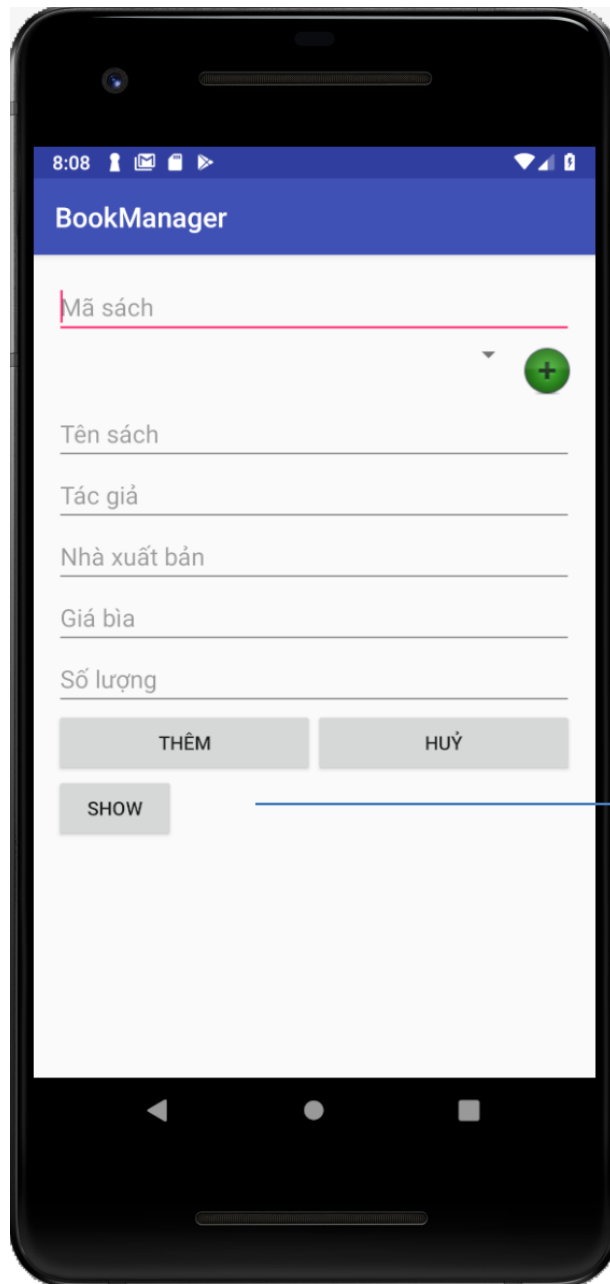 8:08
BookManager
Mã sách
Tên sách
Tác giả
Nhà xuất bản
Giá bìa
Số lượng
THÊM HUỶ
SHOW